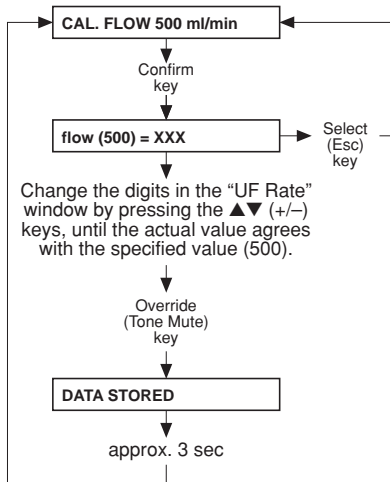 CAL. FLOW 500 ml/min
Confirm
key
flow (500) = XXX
Select
(Esc)
key
Change the digits in the “UF Rate”
window by pressing the ▲▼ (+/–)
keys, until the actual value agrees
with the specified value (500).
Override
(Tone Mute)
key
DATA STORED
approx. 3 sec